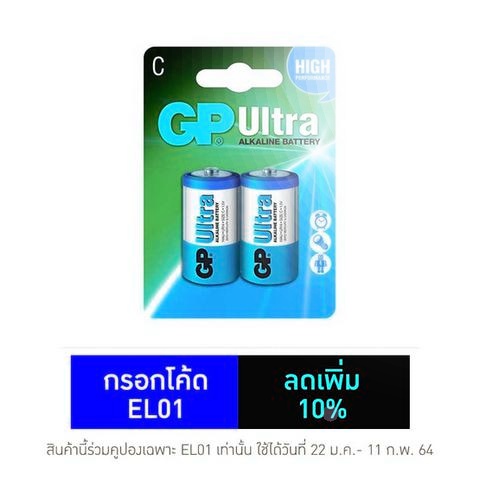 C
HIGH
PERFORMANCE
GP Ultra
ALKALINE BATTERY
GP Ultra
ALKALINE BATTERY
GP Ultra
ALKALINE BATTERY
กรอกโค้ด
EL01
ลดเพิ่ม
10%
สินค้านี้ร่วมคูปองเฉพาะ EL01 เท่านั้น ใช้ได้วันที่ 22 ม.ค.- 11 ก.พ. 64